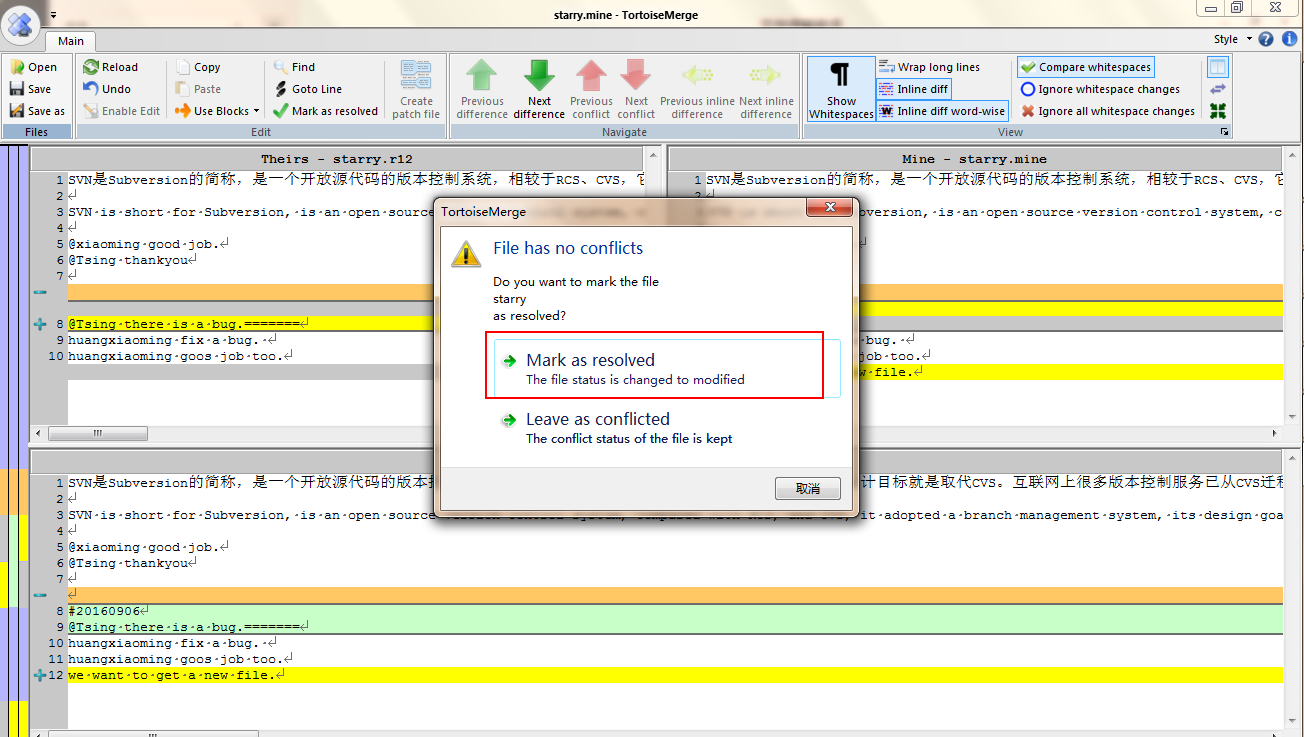 starry.mine - TortoiseMerge
Main
Style
Open
Save
Save as
Files
Reload
Undo
Enable Edit
Copy
Paste
Use Blocks
Find
Goto Line
Mark as resolved
Edit
Create
patch file
Previous
difference
Next
difference
Previous
conflict
Next
conflict
Previous inline
difference
Next inline
difference
Navigate
Show
Whitespaces
Wrap long lines
Inline diff
Inline diff word-wise
Compare whitespaces
Ignore whitespace changes
Ignore all whitespace changes
View
Theirs - starry.r12
1 SVN是Subversion的简称，是一个开放源代码的版本控制系统，相较于RCS、CVS，它
2
3 SVN·is·short·for·Subversion,·is·an·open·source
4
5 @xiaoming·good·job.
6 @Tsing·thankyou
7
8 @Tsing·there·is·a·bug.=======
9 huangxiaoming·fix·a·bug.·
10 huangxiaoming·goos·job·too.
Mine - starry.mine
1 SVN是Subversion的简称，是一个开放源代码的版本控制系统，相较于RCS、CVS，它
version,·is·an·open·source·version·control·system,·c
bug.·
job·too.
file.
TortoiseMerge
File has no conflicts
Do you want to mark the file
starry
as resolved?
Mark as resolved
The file status is changed to modified
Leave as conflicted
The conflict status of the file is kept
取消
1 SVN是Subversion的简称，是一个开放源代码的版本控 计目标就是取代CVS。互联网上很多版本控制服务已从CVS迁移
2
3 SVN·is·short·for·Subversion,·is·an·open·source·version·control·system,·compared·with·RCS,·and·CVS,·it·adopted·a·branch·management·system,·its·design·goa
4
5 @xiaoming·good·job.
6 @Tsing·thankyou
7
8 #20160906
9 @Tsing·there·is·a·bug.=======
10 huangxiaoming·fix·a·bug.·
11 huangxiaoming·goos·job·too.
12 we·want·to·get·a·new·file.